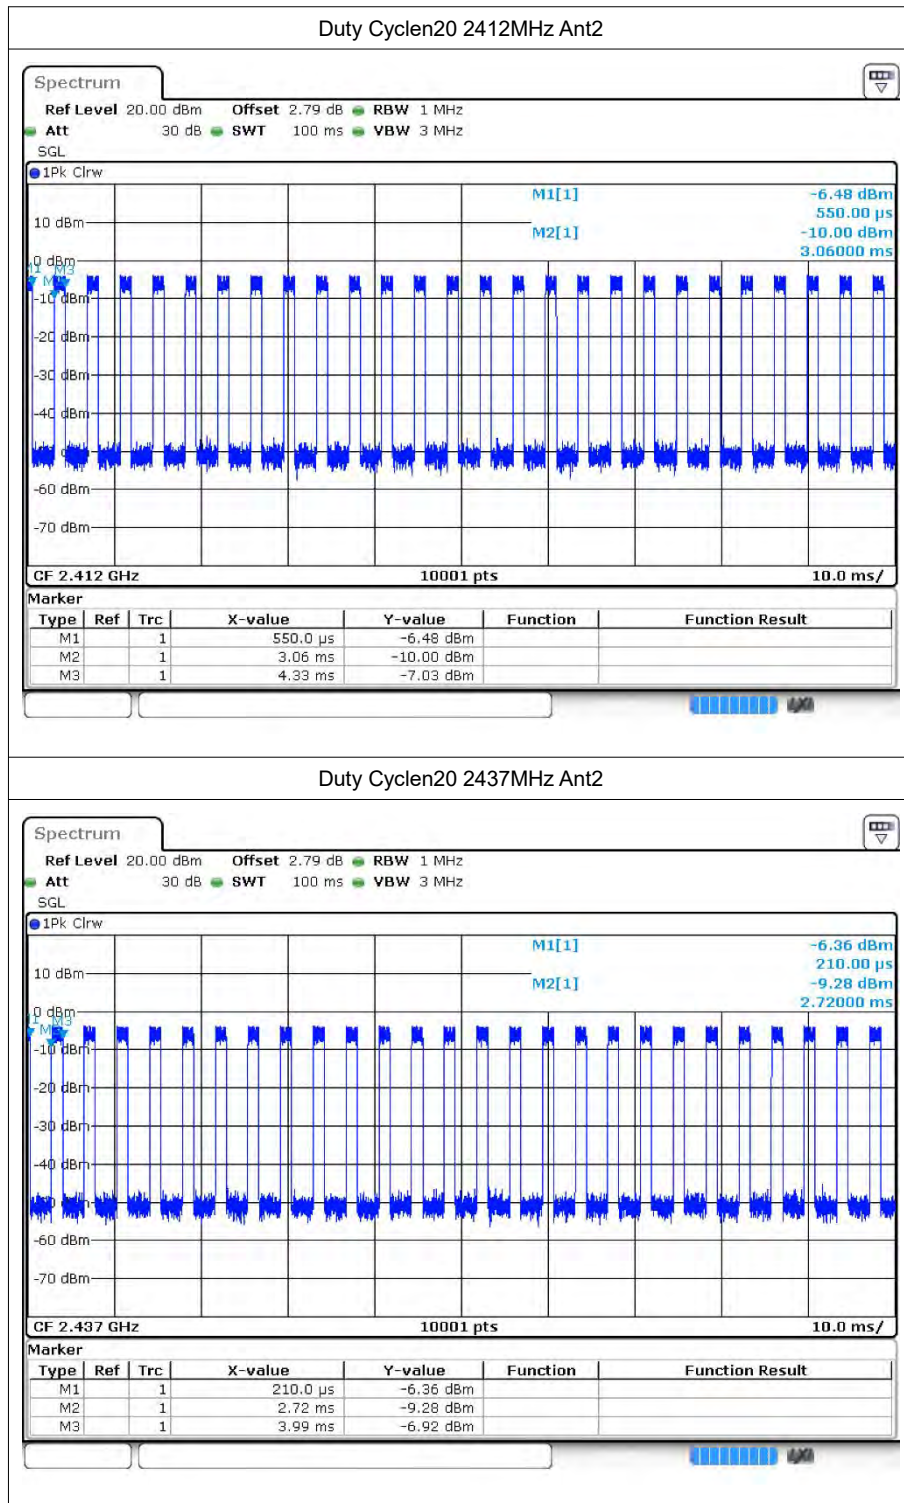 Duty Cyclen20 2412MHz Ant2
Spectrum
Ref Level 20.00 dBm Offset 2.79 dB RBW 1 MHz
Att 30 dB SWT 100 ms VBW 3 MHz
SGL
1Pk Clrw
M1[1] -6.48 dBm
550.00 µs
10 dBm
M2[1] -10.00 dBm
3.06000 ms
0 dBm
M3
-10 dBm
-20 dBm
-30 dBm
-40 dBm
-60 dBm
-70 dBm
CF 2.412 GHz 10001 pts 10.0 ms/
Marker
Type Ref Trc X-value Y-value Function Function Result
M1 1 550.0 µs -6.48 dBm
M2 1 3.06 ms -10.00 dBm
M3 1 4.33 ms -7.03 dBm
Duty Cyclen20 2437MHz Ant2
Spectrum
Ref Level 20.00 dBm Offset 2.79 dB RBW 1 MHz
Att 30 dB SWT 100 ms VBW 3 MHz
SGL
1Pk Clrw
M1[1] -6.36 dBm
210.00 µs
10 dBm
M2[1] -9.28 dBm
2.72000 ms
0 dBm
M3
-10 dBm
-20 dBm
-30 dBm
-40 dBm
-60 dBm
-70 dBm
CF 2.437 GHz 10001 pts 10.0 ms/
Marker
Type Ref Trc X-value Y-value Function Function Result
M1 1 210.0 µs -6.36 dBm
M2 1 2.72 ms -9.28 dBm
M3 1 3.99 ms -6.92 dBm